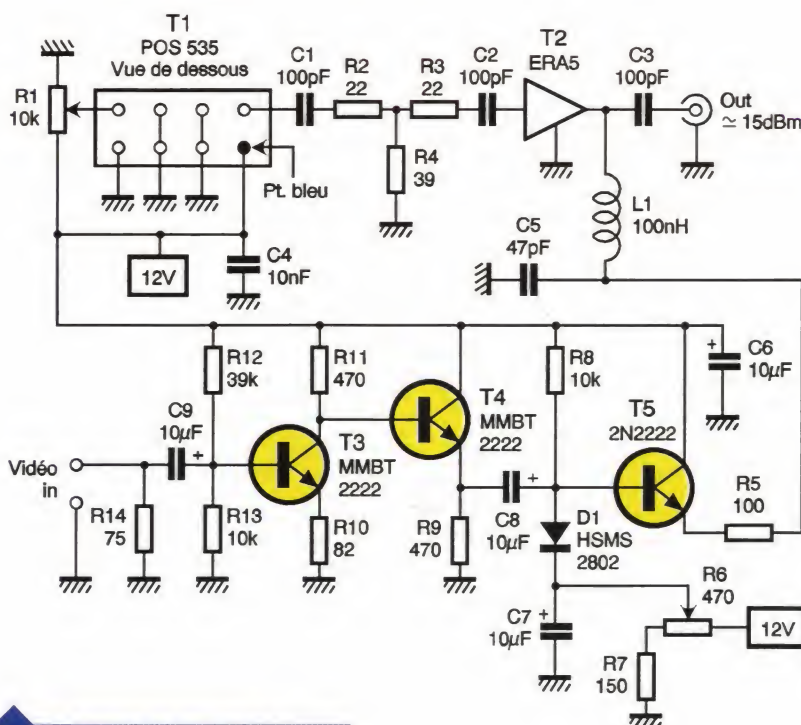 T1
POS 535
Vue de dessous
R1
10k
Pt. bleu
12V
C4
10nF
C1
100pF
R2
22
R3
22
R4
39
C2
100pF
T2
ERA5
C3
100pF
Out
≃ 15dBm
L1
100nH
C5
47pF
R12
39k
R11
470
R8
10k
C6
10µF
C9
10µF
T3
MMBT
2222
T4
MMBT
2222
T5
2N2222
Vidéo
in
R14
75
R13
10k
R10
82
R9
470
C8
10µF
D1
HSMS
2802
R5
100
C7
10µF
R6
470
R7
150
12V
+
+
+
+